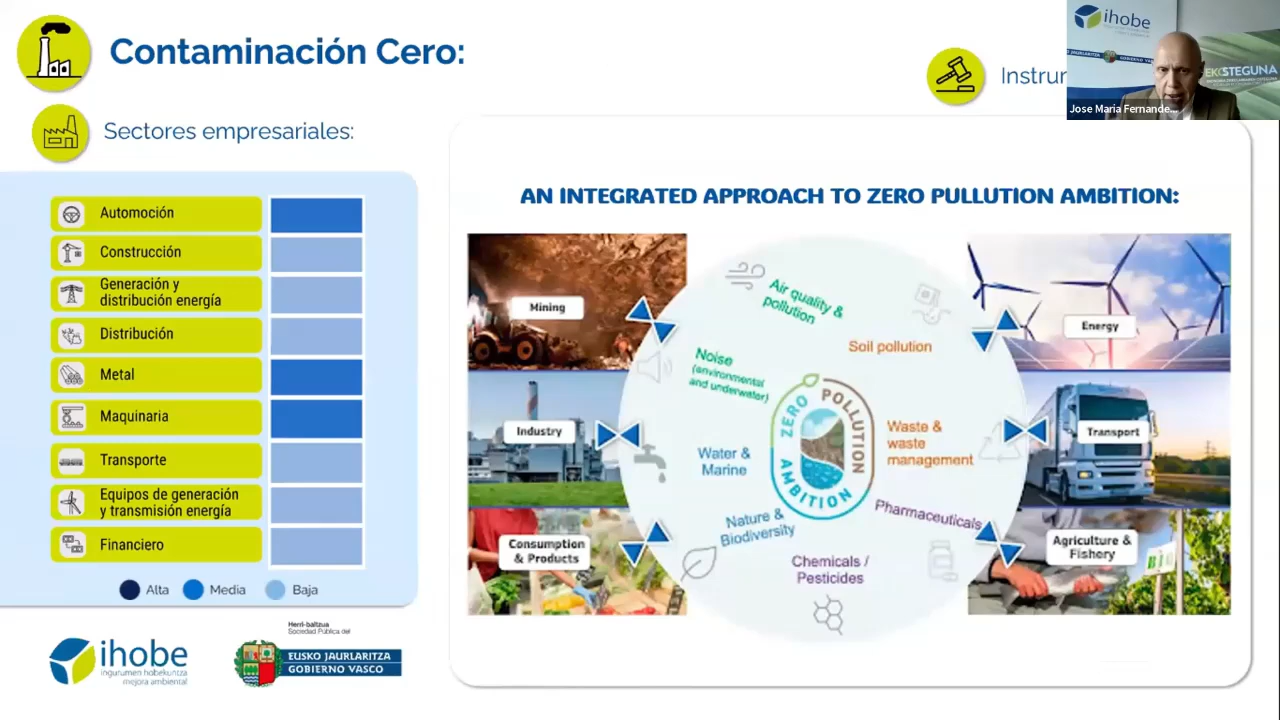 Contaminación Cero:
Sectores empresariales:
Automoción
Construcción
Generación y
distribución energía
Distribución
Metal
Maquinaria
Transporte
Equipos de generación
y transmisión energía
Financiero
Alta
Media
Baja
ihobe
ingurumen hobekuntza
mejora ambiental
Herri-baltzua
Sociedad Pública del
EUSKO JAURLARITZA
GOBIERNO VASCO
ihobe
GOBIERNO VASCO
EKOSTEGUNA
Jose Maria Fernande...
AN INTEGRATED APPROACH TO ZERO PULLUTION AMBITION:
Mining
Industry
Consumption
& Products
Air quality &
pollution
Soil pollution
Noise
(environmental
and underwater)
Waste &
waste
management
Water &
Marine
Pharmaceuticals
Nature &
Biodiversity
Chemicals /
Pesticides
ZERO POLLUTION AMBITION
Energy
Transport
Agriculture &
Fishery